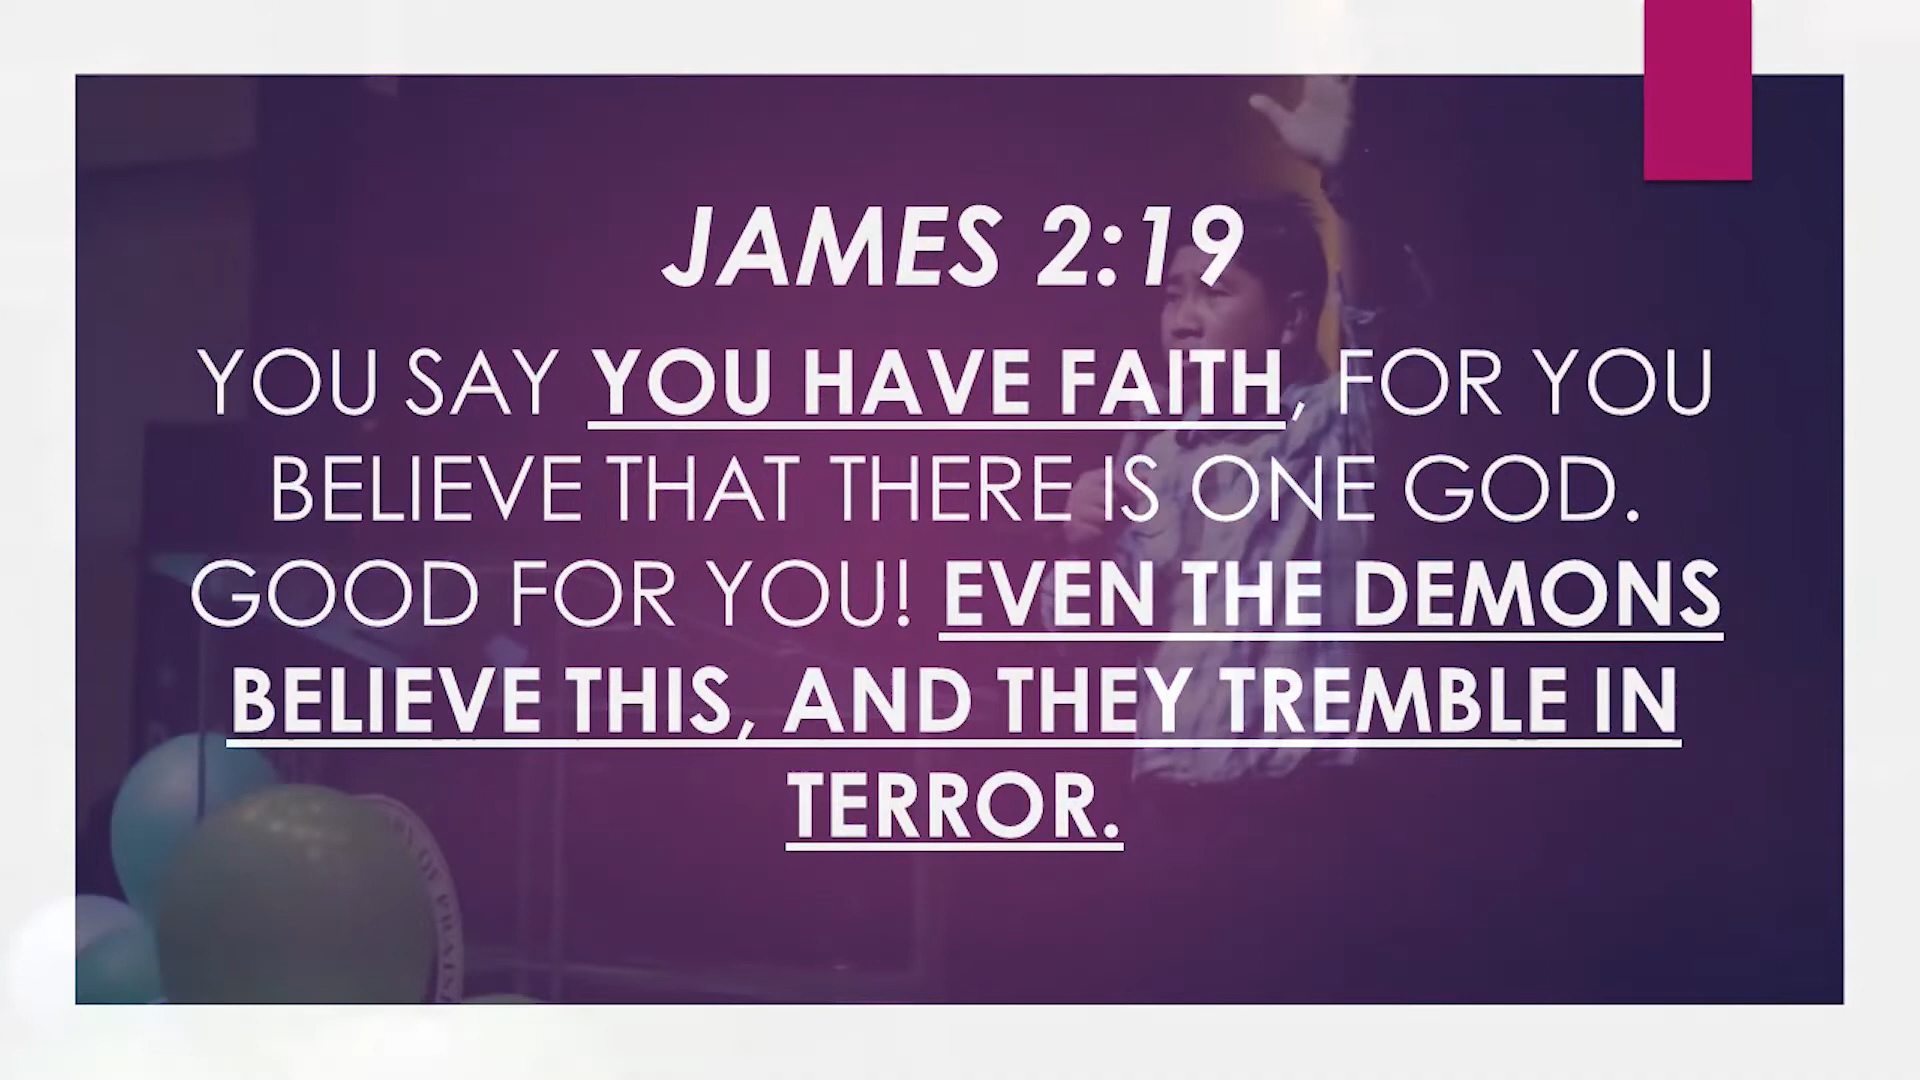 JAMES 2:19
YOU SAY YOU HAVE FAITH, FOR YOU
BELIEVE THAT THERE IS ONE GOD.
GOOD FOR YOU! EVEN THE DEMONS
BELIEVE THIS, AND THEY TREMBLE IN
TERROR.